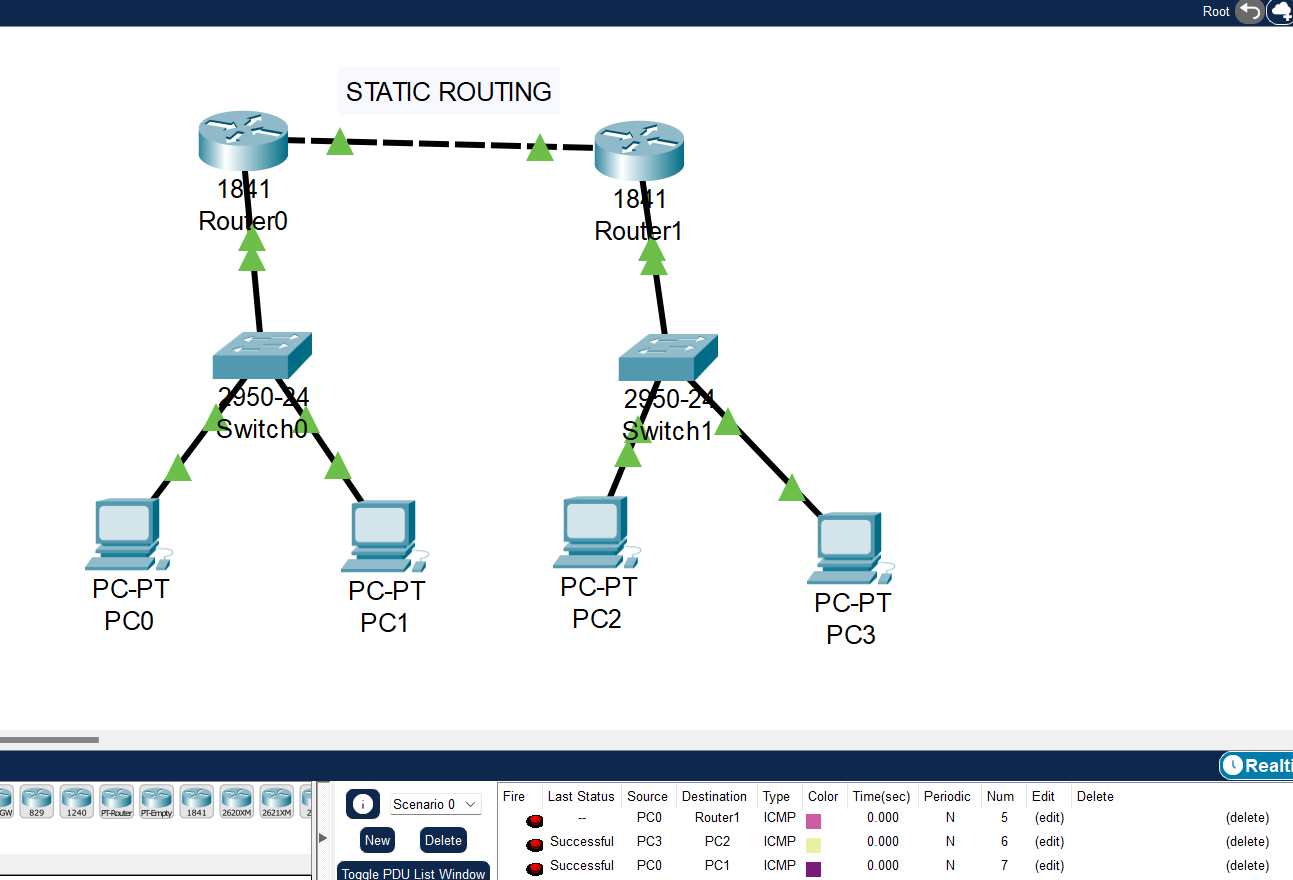 Root
STATIC ROUTING
1841
Router0
1841
Router1
2950-24
Switch0
2950-24
Switch1
PC-PT
PC0
PC-PT
PC1
PC-PT
PC2
PC-PT
PC3
Realti
GW 829 1240 PT-Router PT-Empty 1841 2620XM 2621XM 2
Scenario 0
New Delete
Toggle PDU List Window
Fire Last Status Source Destination Type Color Time(sec) Periodic Num Edit Delete
-- PC0 Router1 ICMP 0.000 N 5 (edit) (delete)
Successful PC3 PC2 ICMP 0.000 N 6 (edit) (delete)
Successful PC0 PC1 ICMP 0.000 N 7 (edit) (delete)